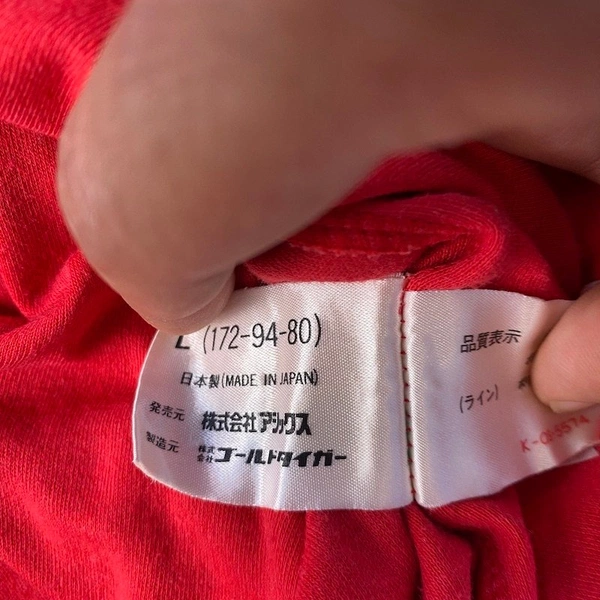 L (172-94-80)
日本製(MADE IN JAPAN)
発売元 株式会社アシックス
製造元 株式会社ゴールドタイガー
品質表示
(ライン)